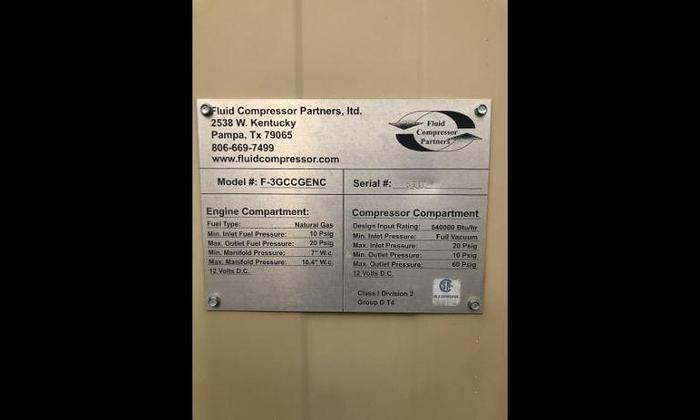 Fluid Compressor Partners, ltd.
2538 W. Kentucky
Pampa, Tx 79065
806-669-7499
www.fluidcompressor.com
Fluid
Compressor
Partners
Model #: F-3GCCGENC
Serial #:
Engine Compartment:
Fuel Type: Natural Gas
Min. Inlet Fuel Pressure: 10 Psig
Max. Outlet Fuel Pressure: 20 Psig
Min. Manifold Pressure: 7" W.c.
Max. Manifold Pressure: 10.4" W.c.
12 Volts D.C.
Compressor Compartment
Design Input Rating: 540000 Btu/hr
Min. Inlet Pressure: Full Vacuum
Max. Inlet Pressure: 20 Psig
Min. Outlet Pressure: 10 Psig
Max. Outlet Pressure: 60 Psig
12 Volts D.C.
Class I Division 2
Group D T4